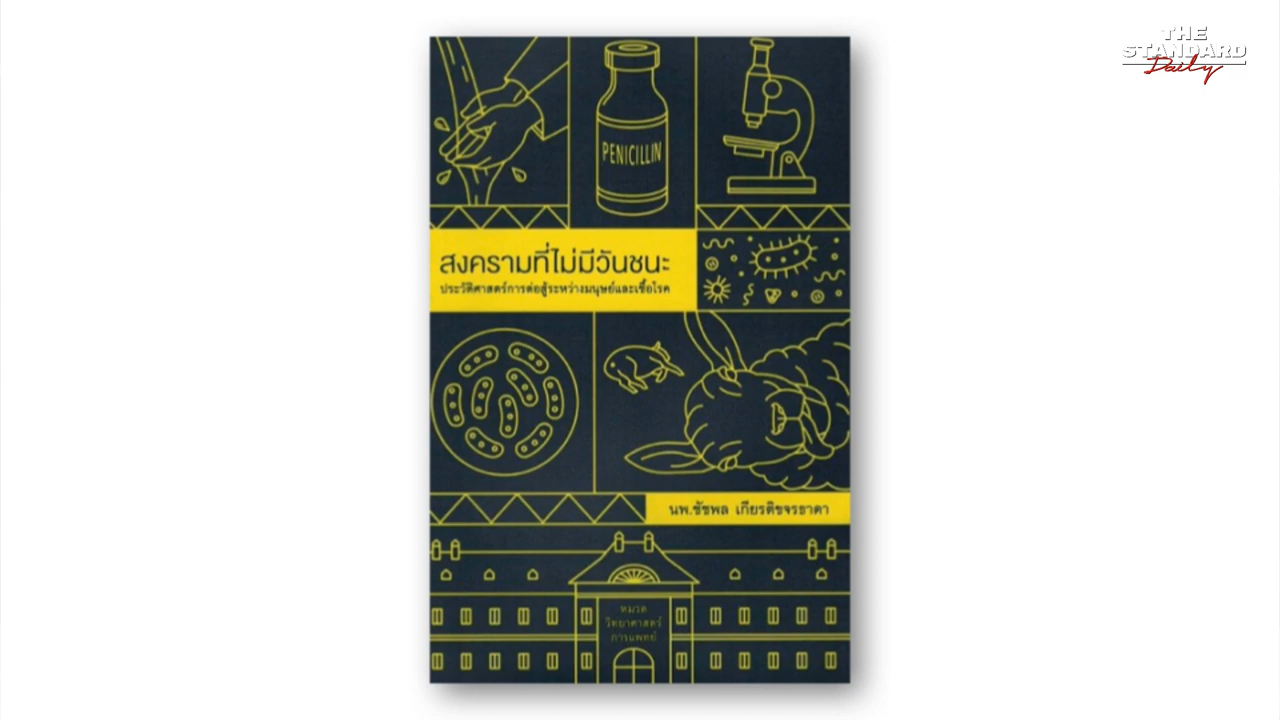 THE
STANDARD
Daily
PENICILLIN
สงครามที่ไม่มีวันชนะ
ประวัติศาสตร์การต่อสู้ระหว่างมนุษย์และเชื้อโรค
นพ.ชัชพล เกียรติขจรธาดา
หมวด
วิทยาศาสตร์
การแพทย์